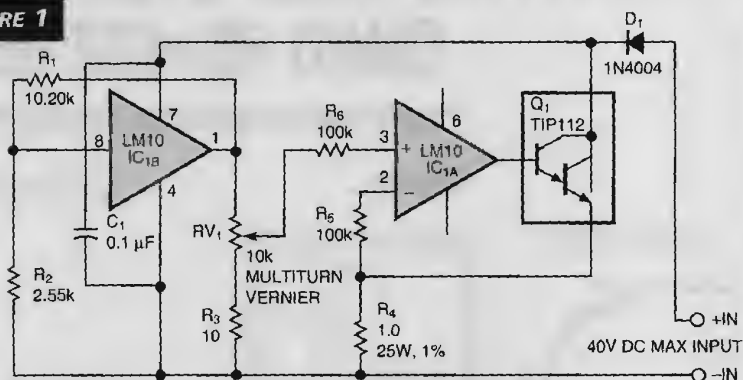 RE 1
R1
10.20k
8
7
LM10
IC1B
1
4
C1
0.1 µF
R2
2.55k
RV1
10k
MULTITURN
VERNIER
R3
10
R6
100k
3
+
2
−
LM10
IC1A
6
R5
100k
R4
1.0
25W, 1%
Q1
TIP112
D1
1N4004
+IN
40V DC MAX INPUT
−IN